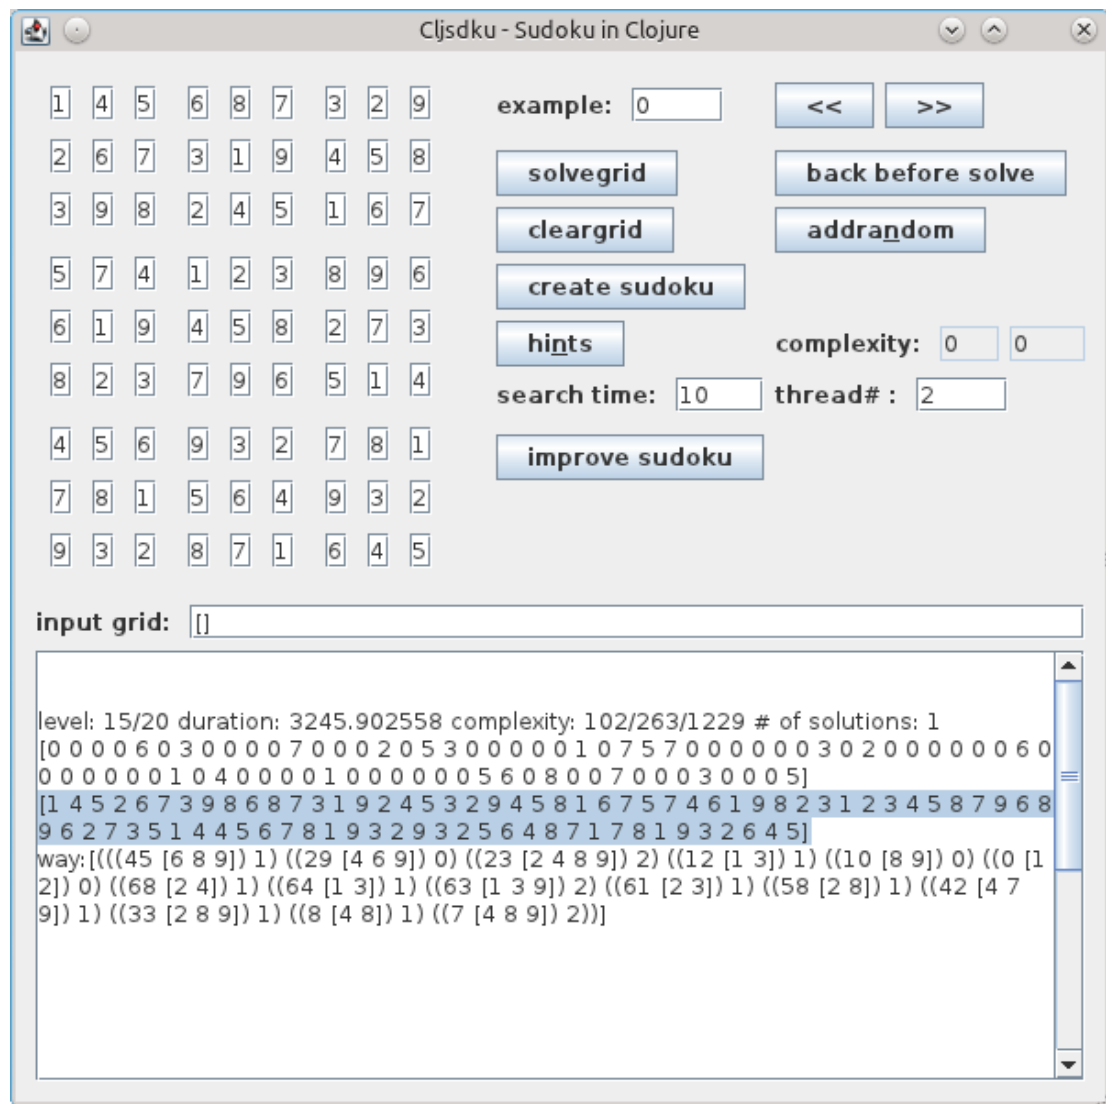 Cljsdku - Sudoku in Clojure
1 4 5 6 8 7 3 2 9
2 6 7 3 1 9 4 5 8
3 9 8 2 4 5 1 6 7
5 7 4 1 2 3 8 9 6
6 1 9 4 5 8 2 7 3
8 2 3 7 9 6 5 1 4
4 5 6 9 3 2 7 8 1
7 8 1 5 6 4 9 3 2
9 3 2 8 7 1 6 4 5
example: 0 << >>
solvegrid back before solve
cleargrid addrandom
create sudoku
hints complexity: 0 0
search time: 10 thread# : 2
improve sudoku
input grid: []
level: 15/20 duration: 3245.902558 complexity: 102/263/1229 # of solutions: 1
[0 0 0 0 6 0 3 0 0 0 0 7 0 0 0 2 0 5 3 0 0 0 0 0 1 0 7 5 7 0 0 0 0 0 0 3 0 2 0 0 0 0 0 0 6 0
0 0 0 0 0 0 1 0 4 0 0 0 0 1 0 0 0 0 0 0 5 6 0 8 0 0 7 0 0 0 3 0 0 0 5]
[1 4 5 2 6 7 3 9 8 6 8 7 3 1 9 2 4 5 3 2 9 4 5 8 1 6 7 5 7 4 6 1 9 8 2 3 1 2 3 4 5 8 7 9 6 8
9 6 2 7 3 5 1 4 4 5 6 7 8 1 9 3 2 9 3 2 5 6 4 8 7 1 7 8 1 9 3 2 6 4 5]
way:[(((45 [6 8 9]) 1) ((29 [4 6 9]) 0) ((23 [2 4 8 9]) 2) ((12 [1 3]) 1) ((10 [8 9]) 0) ((0 [1
2]) 0) ((68 [2 4]) 1) ((64 [1 3]) 1) ((63 [1 3 9]) 2) ((61 [2 3]) 1) ((58 [2 8]) 1) ((42 [4 7
9]) 1) ((33 [2 8 9]) 1) ((8 [4 8]) 1) ((7 [4 8 9]) 2))]